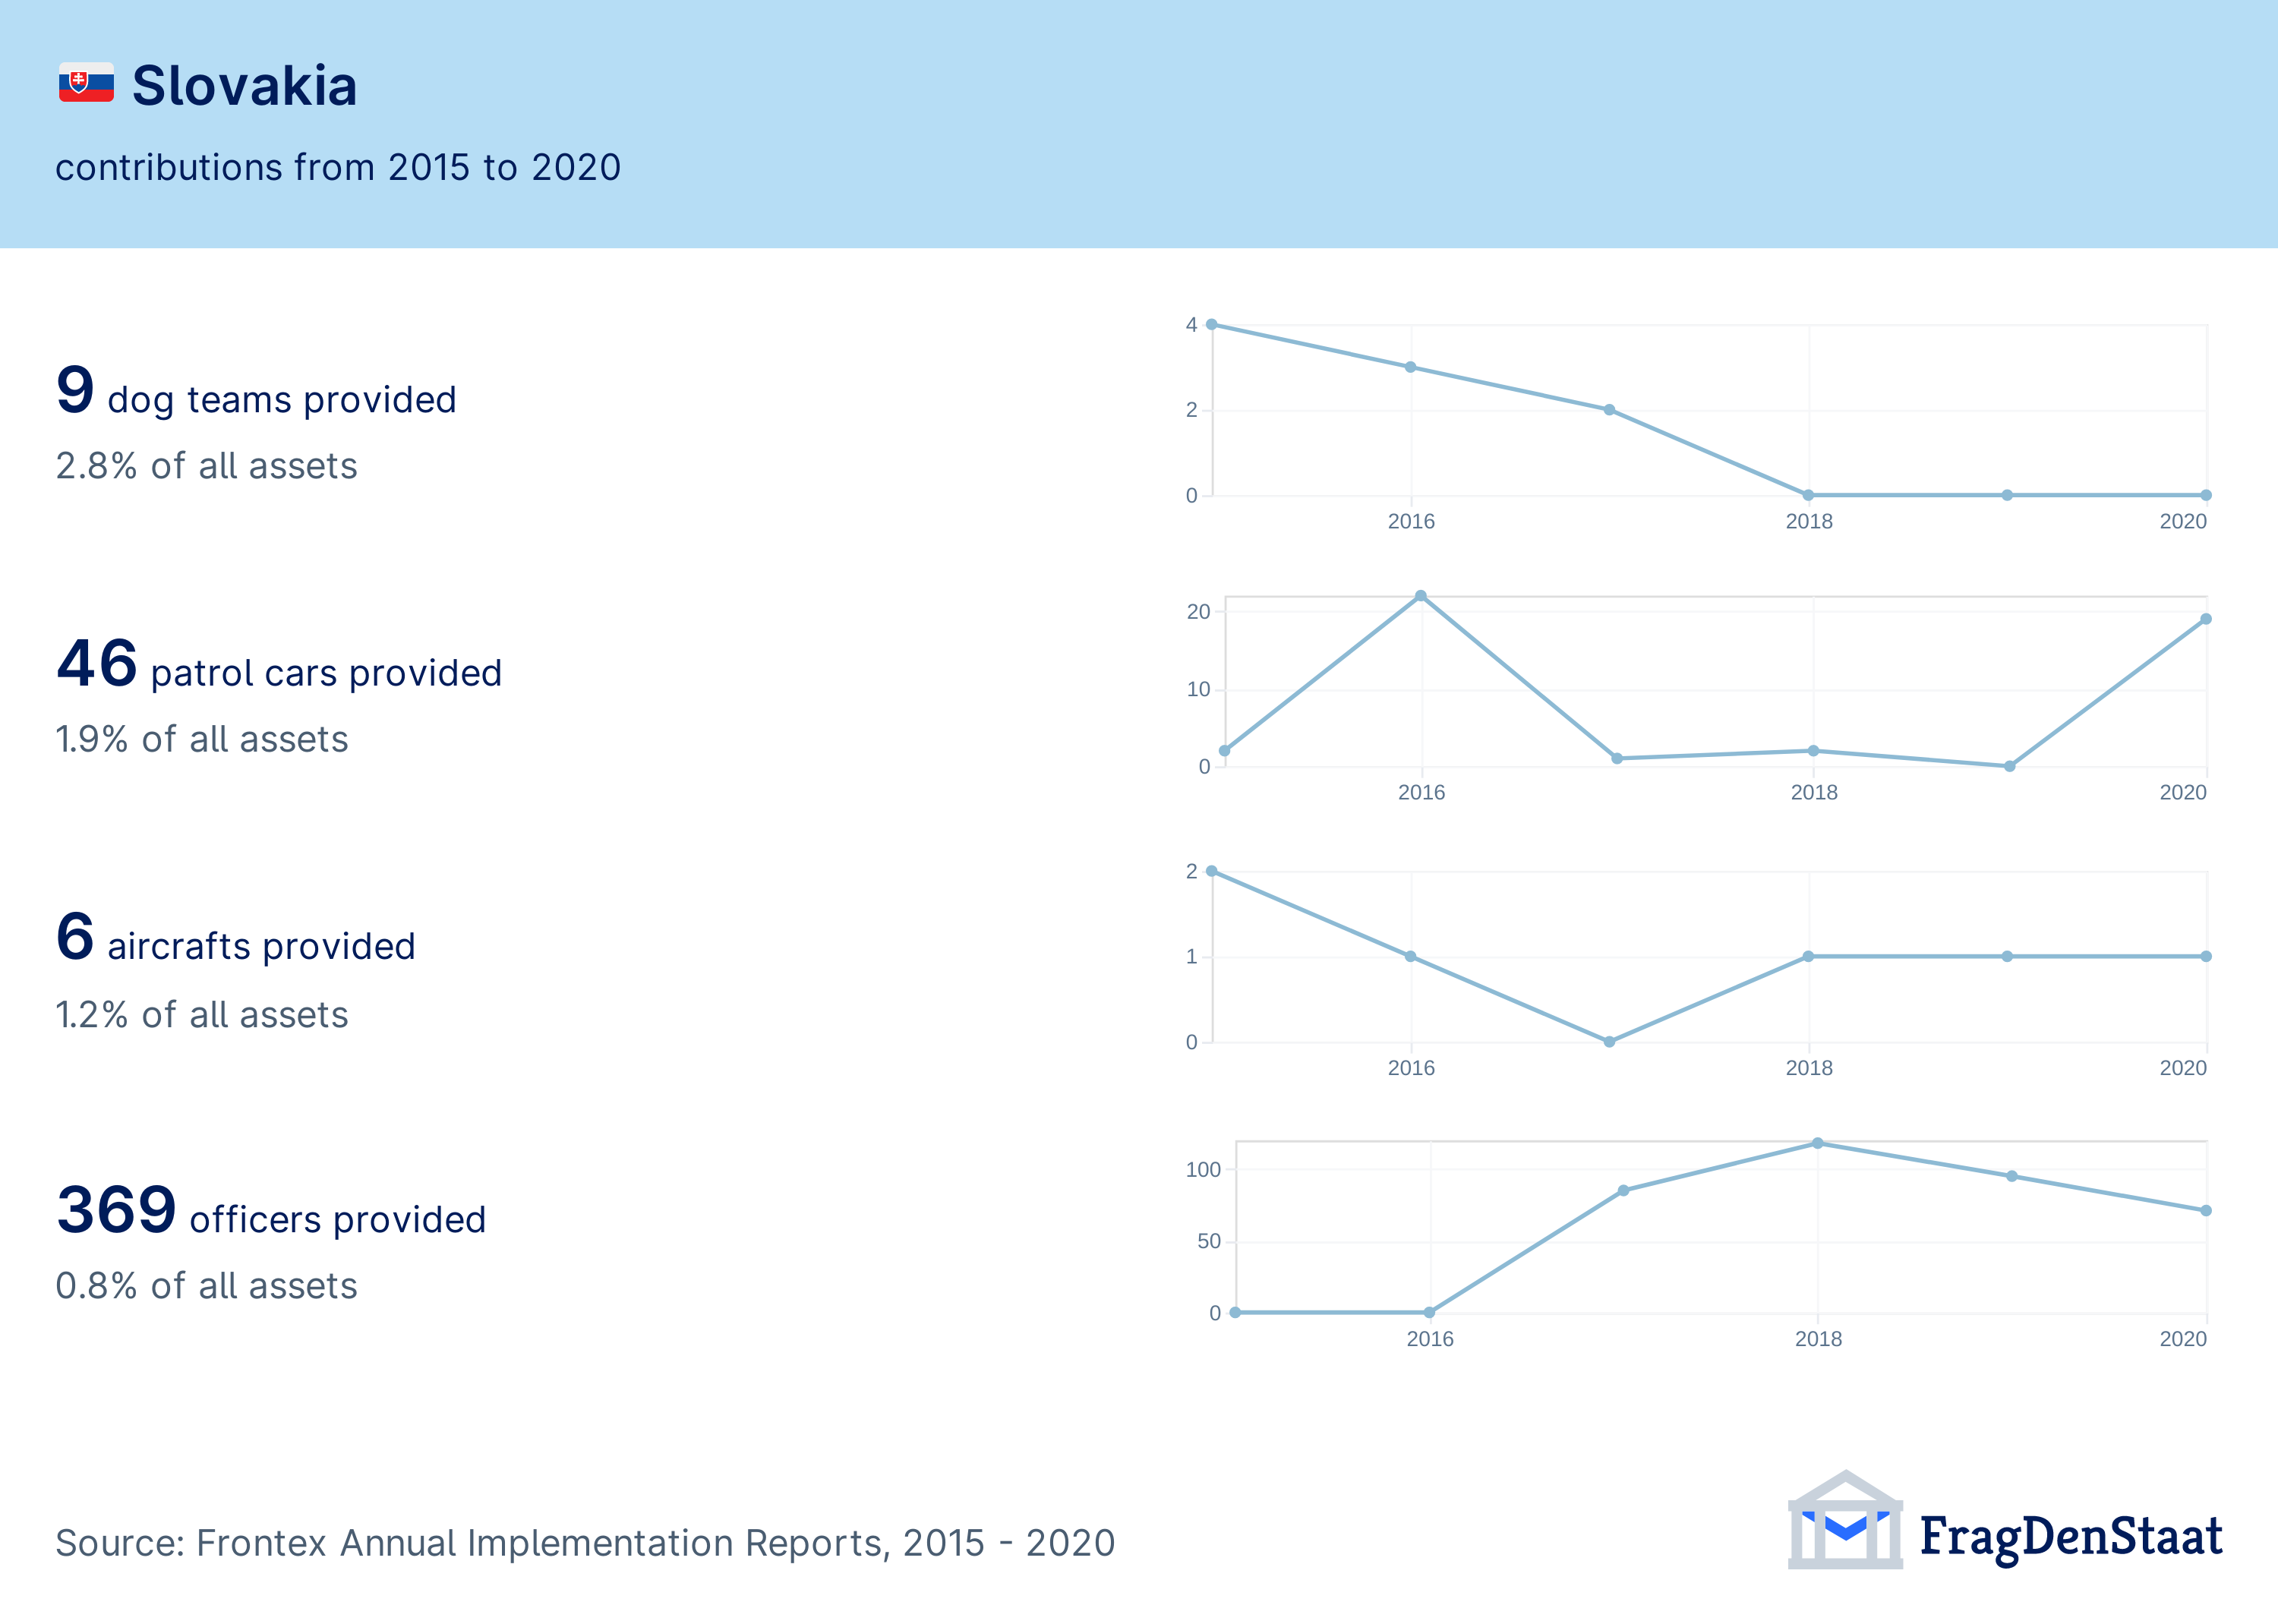 Slovakia
contributions from 2015 to 2020
9 dog teams provided
2.8% of all assets
4
2
0
2016 2018 2020
46 patrol cars provided
1.9% of all assets
20
10
0
2016 2018 2020
6 aircrafts provided
1.2% of all assets
2
1
0
2016 2018 2020
369 officers provided
0.8% of all assets
100
50
0
2016 2018 2020
Source: Frontex Annual Implementation Reports, 2015 - 2020
FragDenStaat